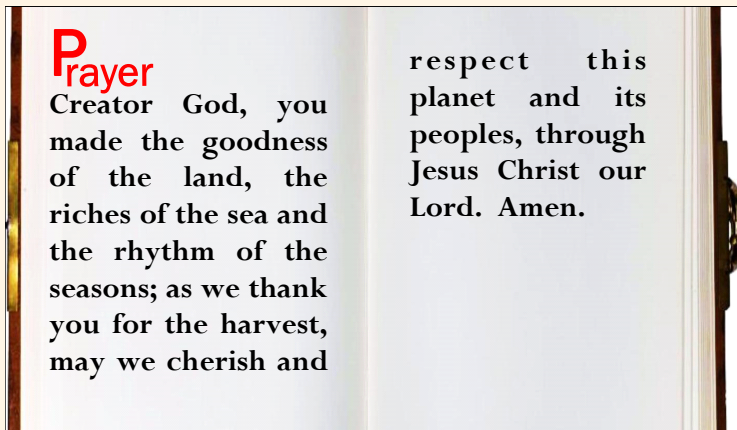 Prayer
Creator God, you
made the goodness
of the land, the
riches of the sea and
the rhythm of the
seasons; as we thank
you for the harvest,
may we cherish and
respect this
planet and its
peoples, through
Jesus Christ our
Lord. Amen.